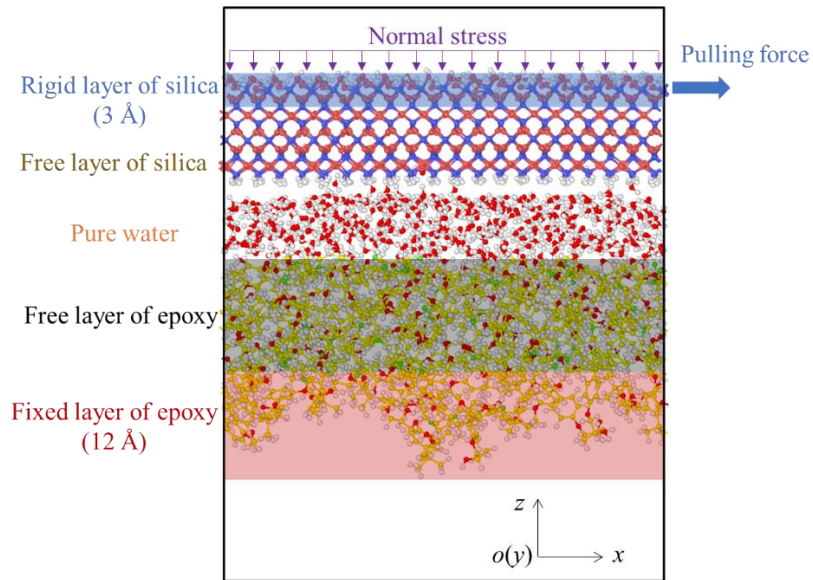 Normal stress
Pulling force
Rigid layer of silica
(3 Å)
Free layer of silica
Pure water
Free layer of epoxy
Fixed layer of epoxy
(12 Å)
z
o(y)
x